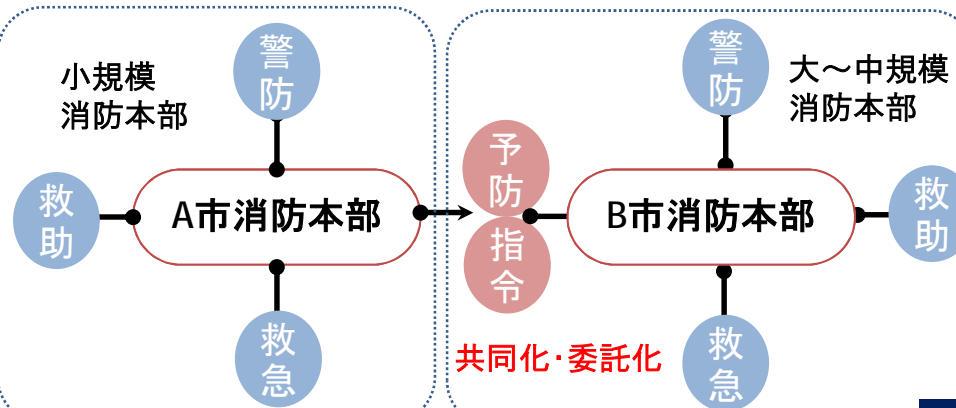 小規模
消防本部
警防
救助
A市消防本部
救急
予防
指令
共同化・委託化
大～中規模
消防本部
警防
B市消防本部
救助
救急